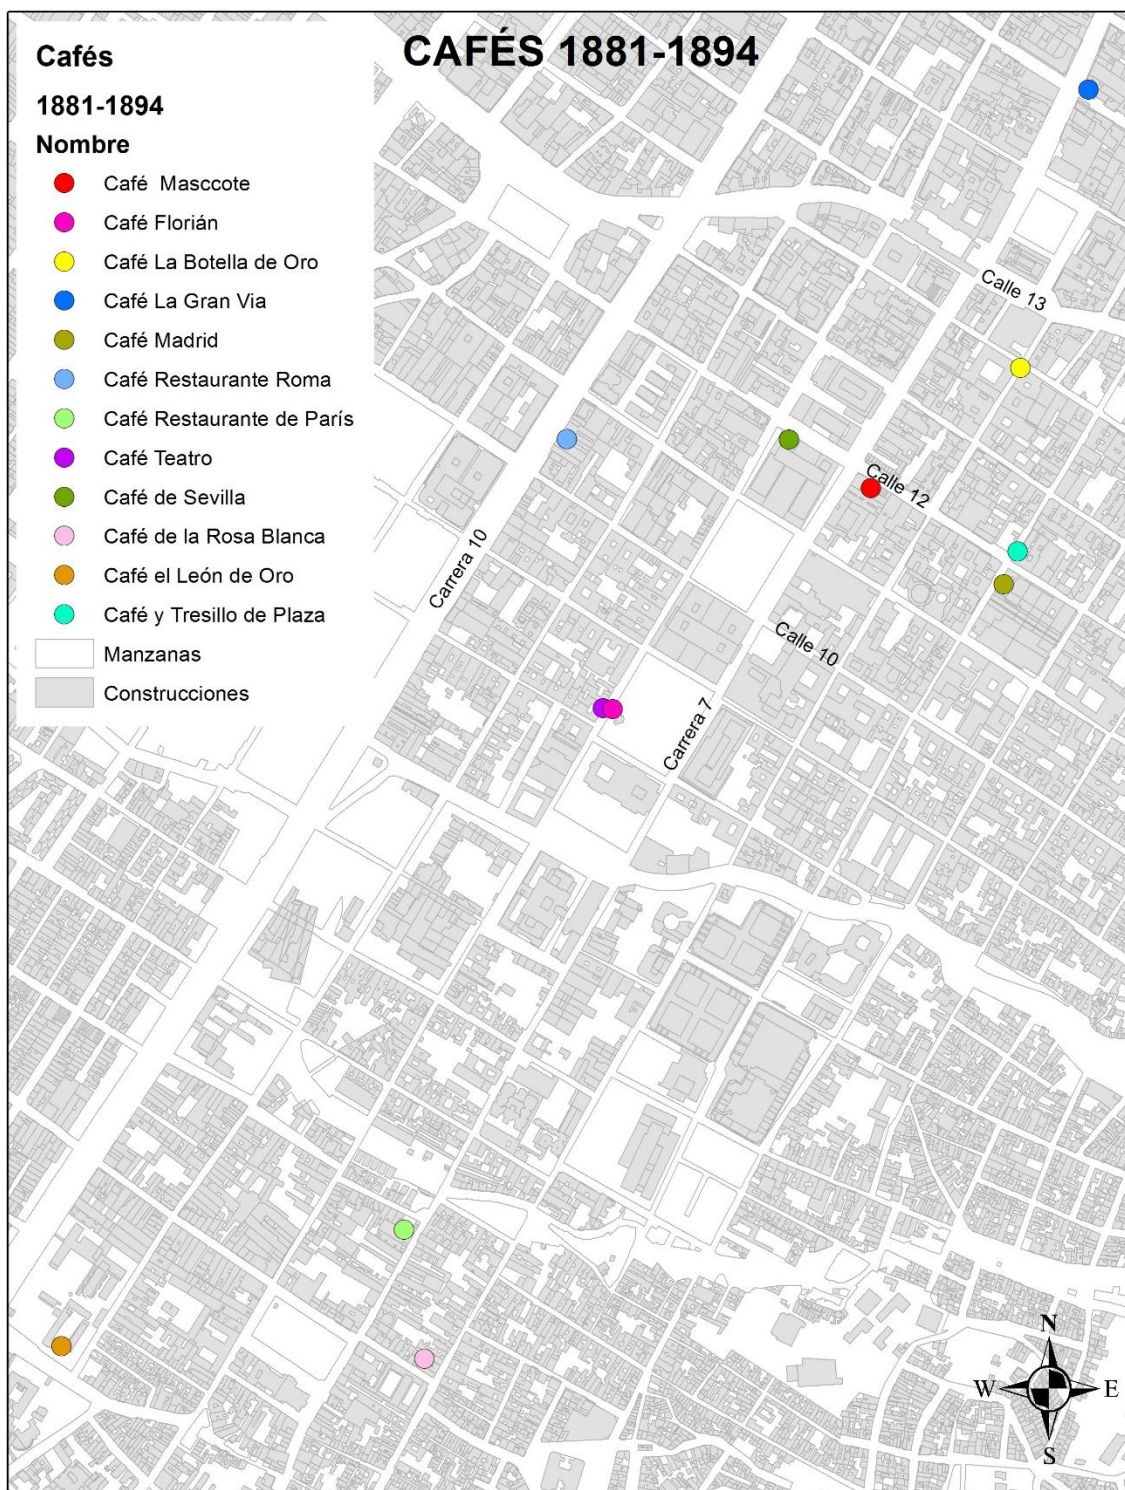 CAFÉS 1881-1894
Cafés
1881-1894
Nombre
Café Masccote
Café Florián
Café La Botella de Oro
Café La Gran Via
Café Madrid
Café Restaurante Roma
Café Restaurante de París
Café Teatro
Café de Sevilla
Café de la Rosa Blanca
Café el León de Oro
Café y Tresillo de Plaza
Manzanas
Construcciones
Calle 13
Calle 12
Carrera 10
Calle 10
Carrera 7
N
W
E
S